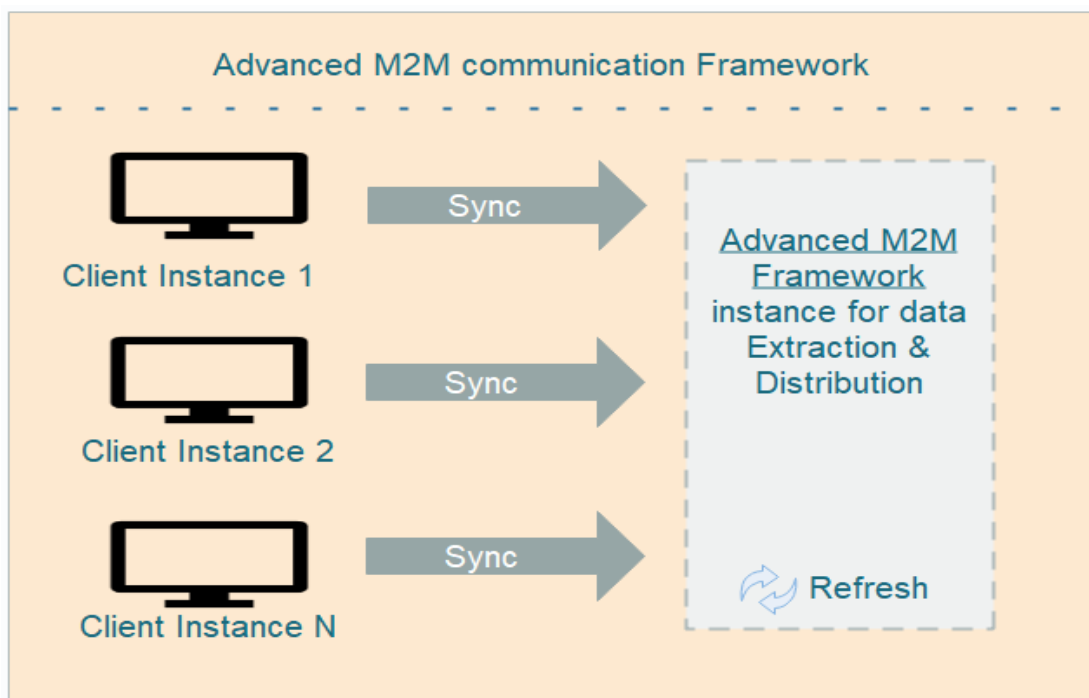 Advanced M2M communication Framework
Sync
Client Instance 1
Sync
Client Instance 2
Sync
Client Instance N
Advanced M2M
Framework
instance for data
Extraction &
Distribution
Refresh